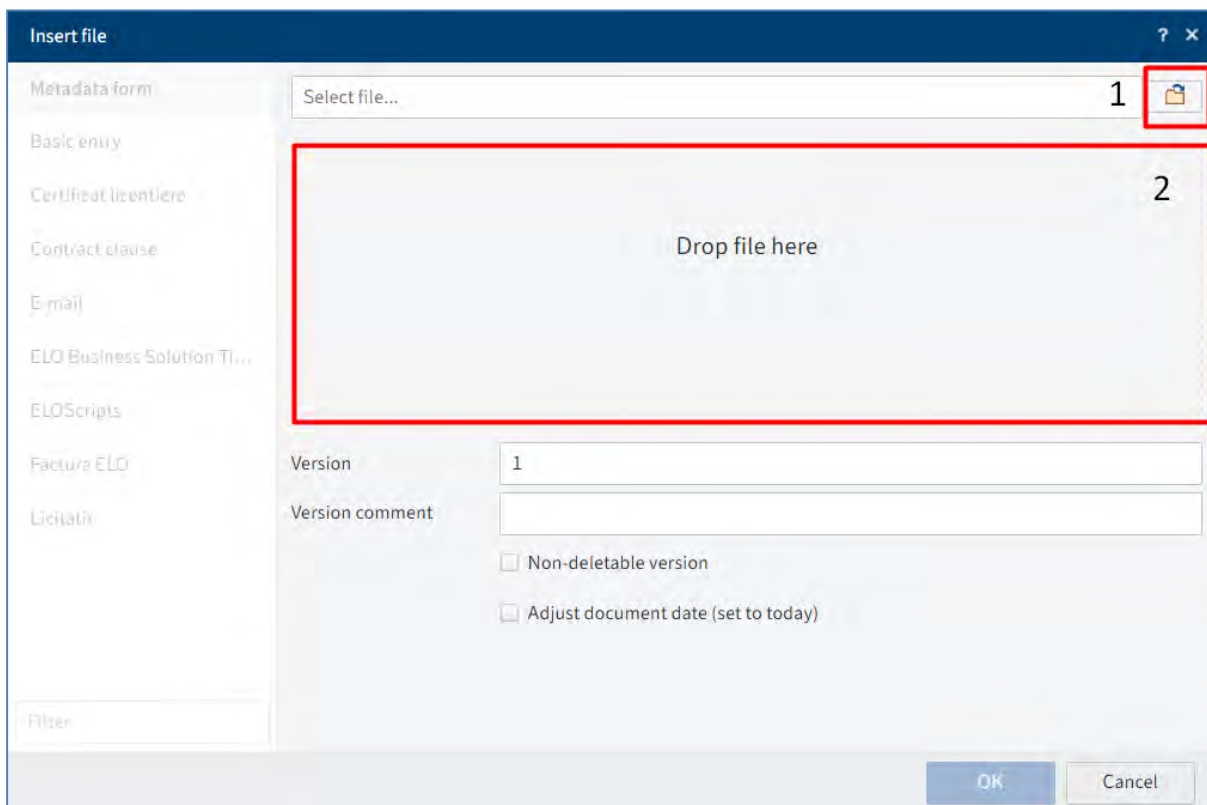 Insert file
? ×
Metadata form
Select file...
1
Basic entry
2
Certificat licentiere
Contract clause
Drop file here
E-mail
ELO Business Solution Ti...
ELOScripts
Factura ELO
Version
1
Licitatii
Version comment
Non-deletable version
Adjust document date (set to today)
Filter
OK
Cancel